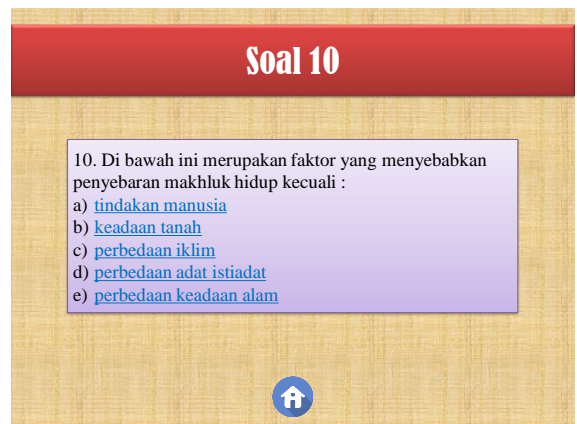 Soal 10
10. Di bawah ini merupakan faktor yang menyebabkan
penyebaran makhluk hidup kecuali :
a) tindakan manusia
b) keadaan tanah
c) perbedaan iklim
d) perbedaan adat istiadat
e) perbedaan keadaan alam